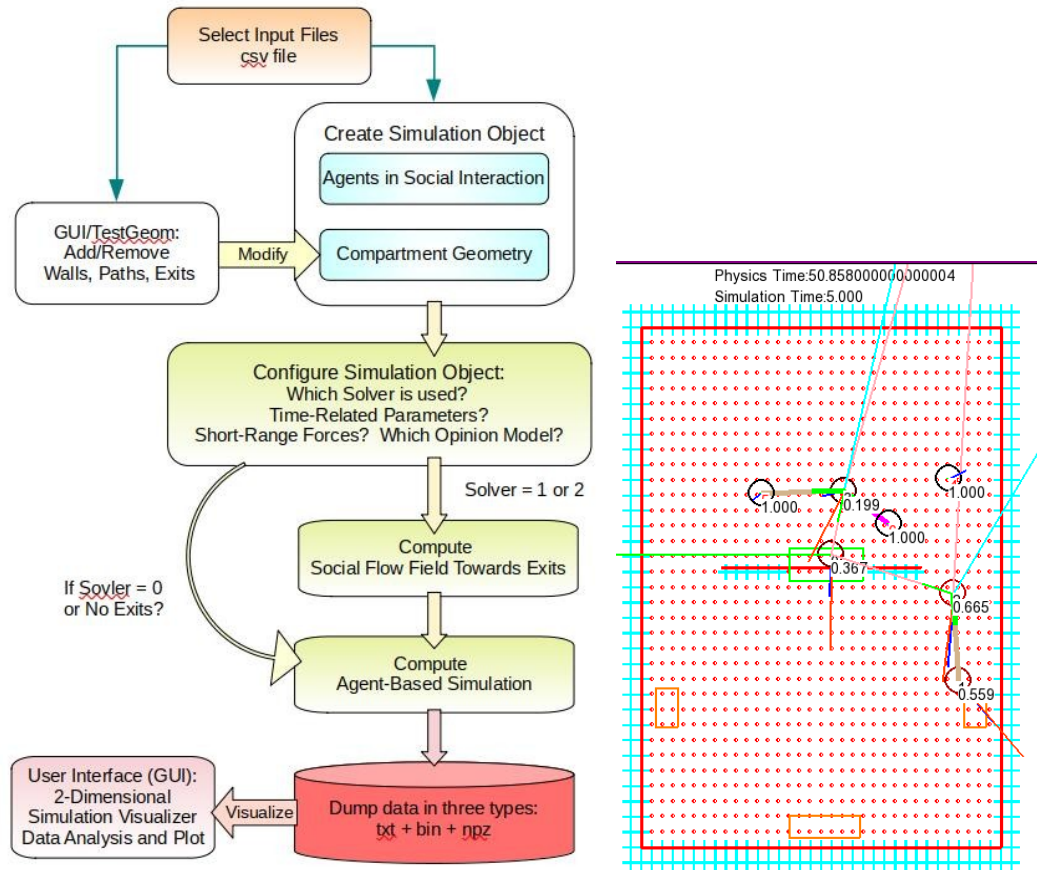 Select Input Files
csv file
Create Simulation Object
Agents in Social Interaction
Compartment Geometry
GUI/TestGeom:
Add/Remove
Walls, Paths, Exits
Modify
Configure Simulation Object:
Which Solver is used?
Time-Related Parameters?
Short-Range Forces?  Which Opinion Model?
Solver = 1 or 2
Compute
Social Flow Field Towards Exits
If Sovler = 0
or No Exits?
Compute
Agent-Based Simulation
Dump data in three types:
txt + bin + npz
Visualize
User Interface (GUI):
2-Dimensional
Simulation Visualizer
Data Analysis and Plot
Physics Time:50.858000000000004
Simulation Time:5.000
1.000
0.199
1.000
1.000
0.367
0.665
0.559